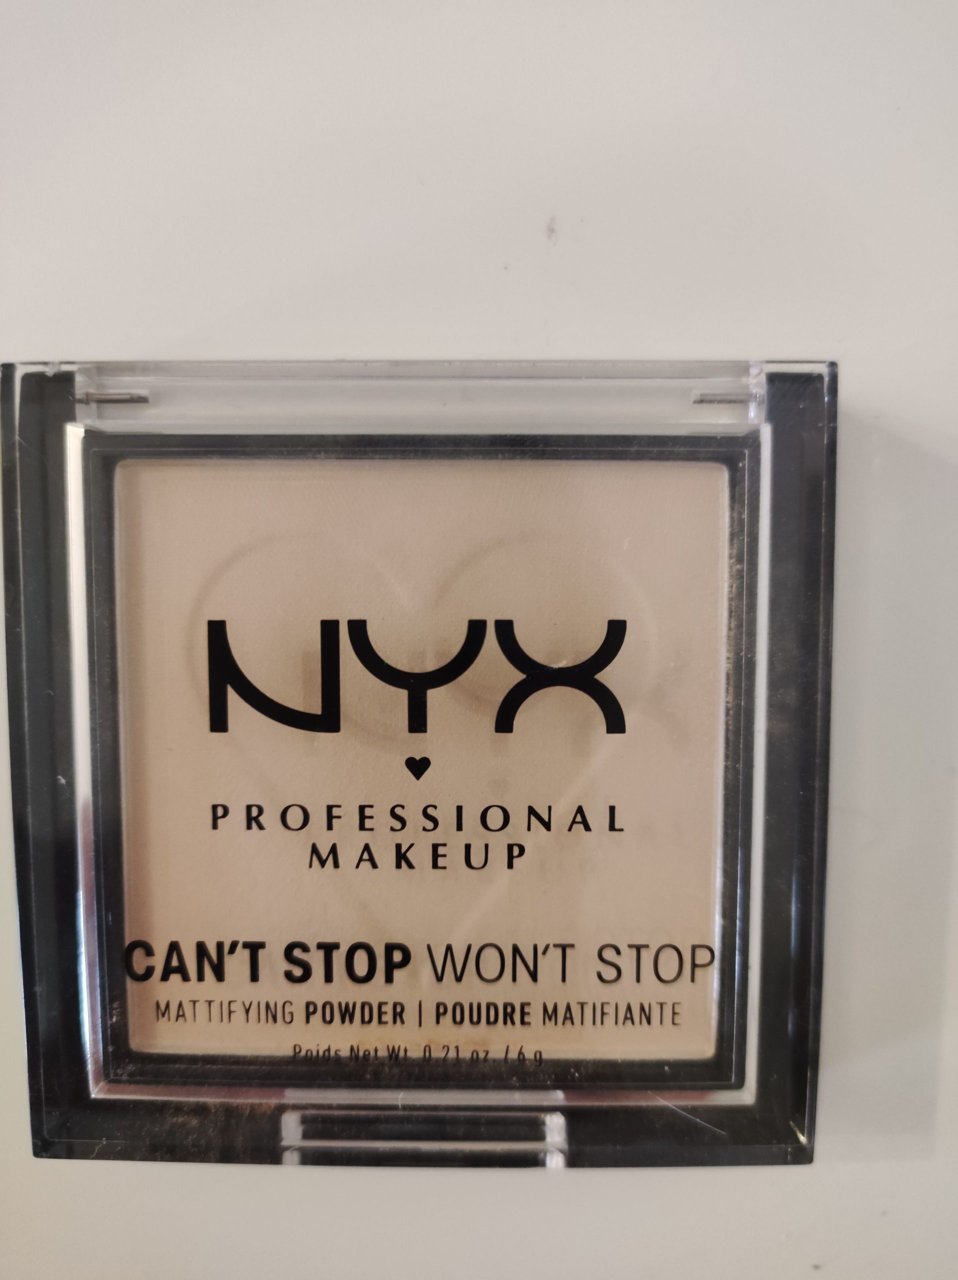 NYX
PROFESSIONAL
MAKEUP
CAN'T STOP WON'T STOP
MATTIFYING POWDER | POUDRE MATIFIANTE
Poids Net Wt. 0.21 oz. / 6 g